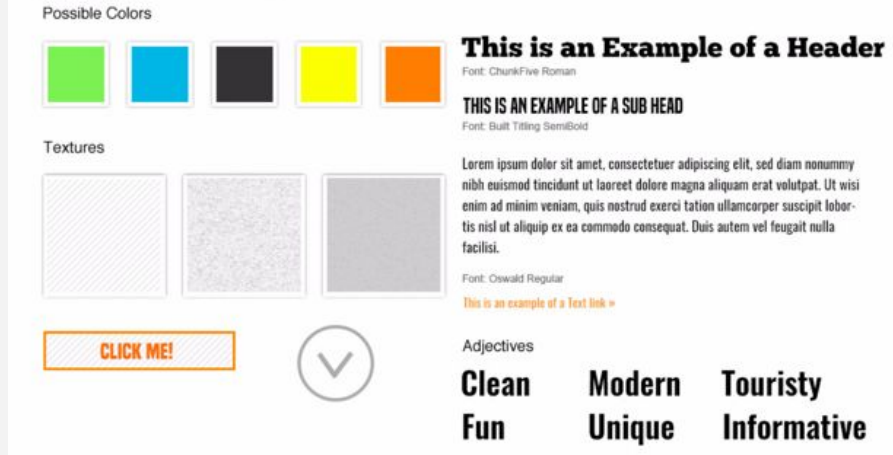 Possible Colors
Textures
CLICK ME!
This is an Example of a Header
Font: ChunkFive Roman
THIS IS AN EXAMPLE OF A SUB HEAD
Font: Built Titling SemiBold
Lorem ipsum dolor sit amet, consectetuer adipiscing elit, sed diam nonummy
nibh euismod tincidunt ut laoreet dolore magna aliquam erat volutpat. Ut wisi
enim ad minim veniam, quis nostrud exerci tation ullamcorper suscipit lobor-
tis nisl ut aliquip ex ea commodo consequat. Duis autem vel feugait nulla
facilisi.
Font: Oswald Regular
This is an example of a Text link »
Adjectives
Clean Modern Touristy
Fun Unique Informative